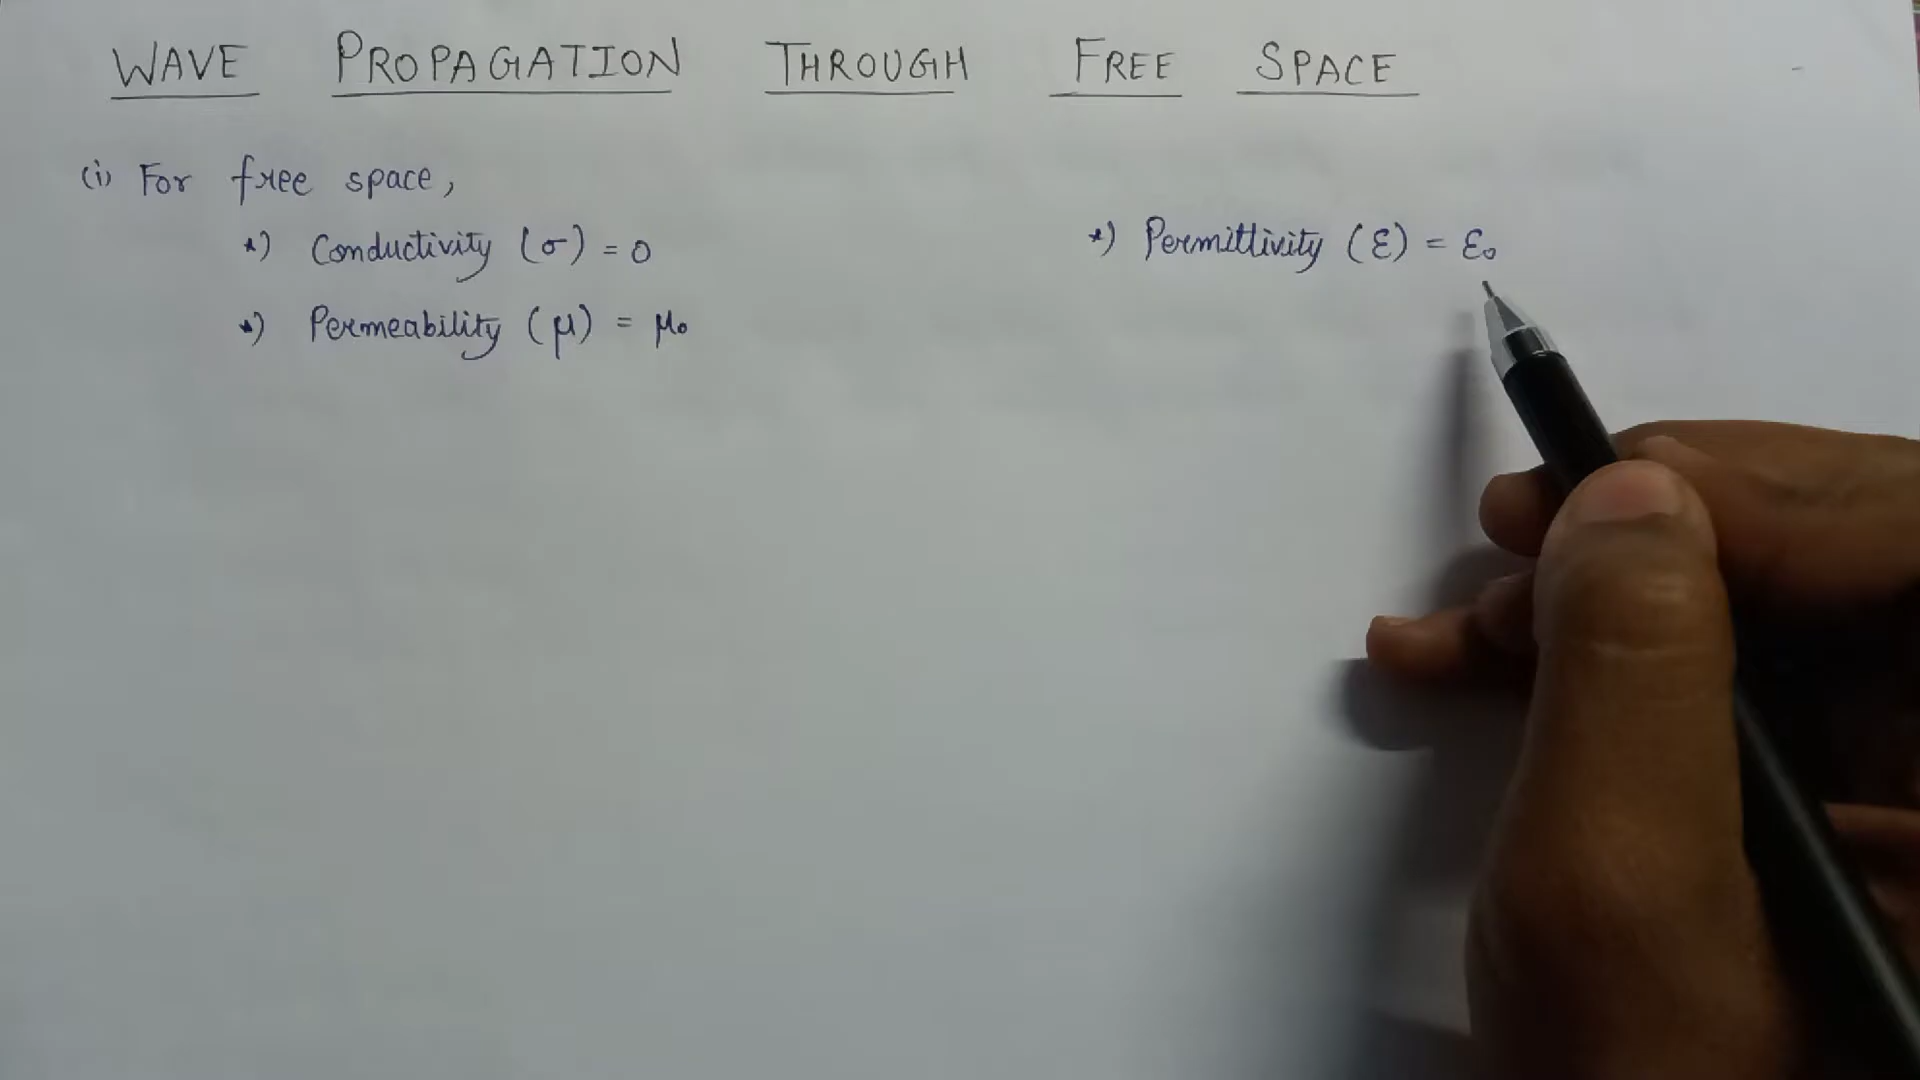 WAVE PROPAGATION THROUGH FREE SPACE
(i) For free space,
*) Conductivity (σ) = 0
*) Permittivity (ε) = ε₀
*) Permeability (μ) = μ₀